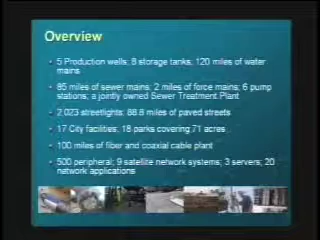 Overview
5 Production wells; 8 storage tanks; 120 miles of water
mains
85 miles of sewer mains; 2 miles of force mains; 6 pump
stations; a jointly owned Sewer Treatment Plant
2,023 streetlights; 88.8 miles of paved streets
17 City facilities; 18 parks covering 71 acres
100 miles of fiber and coaxial cable plant
500 peripheral; 9 satellite network systems; 3 servers; 20
network applications